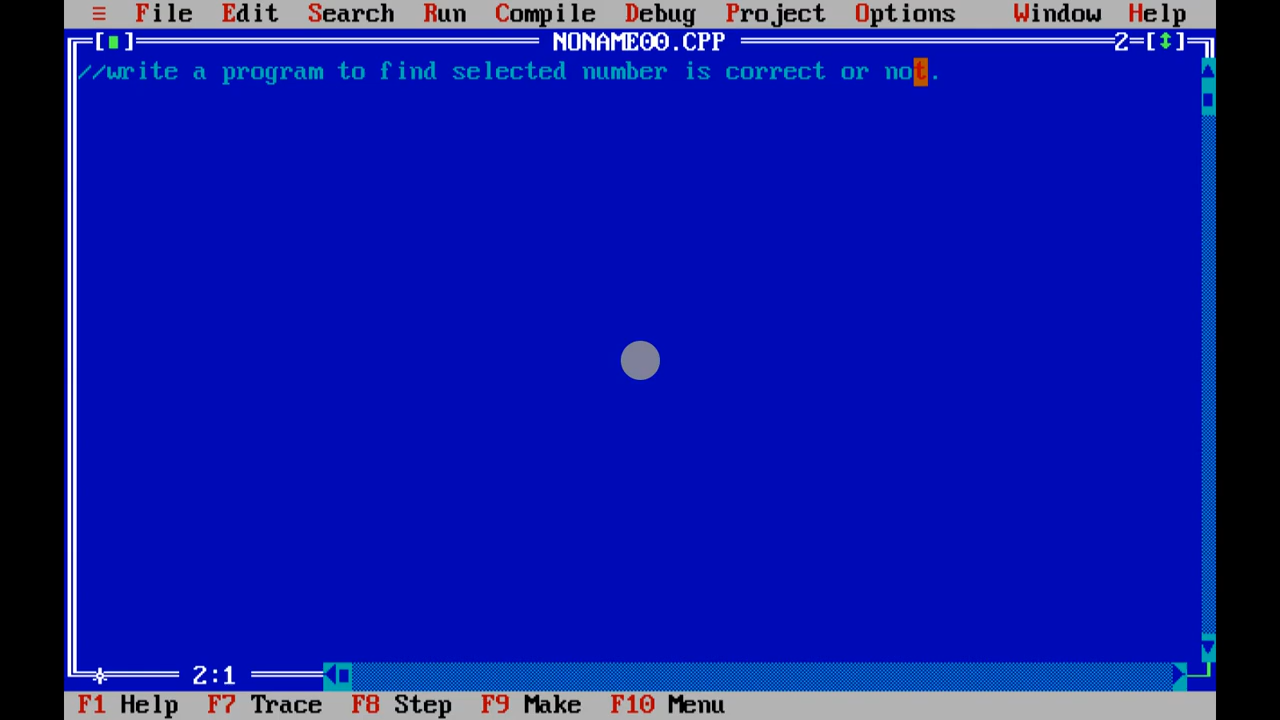 ≡ File Edit Search Run Compile Debug Project Options Window Help
[■] NONAME00.CPP 2=[↕]
//write a program to find selected number is correct or not.
2:1
F1 Help F7 Trace F8 Step F9 Make F10 Menu